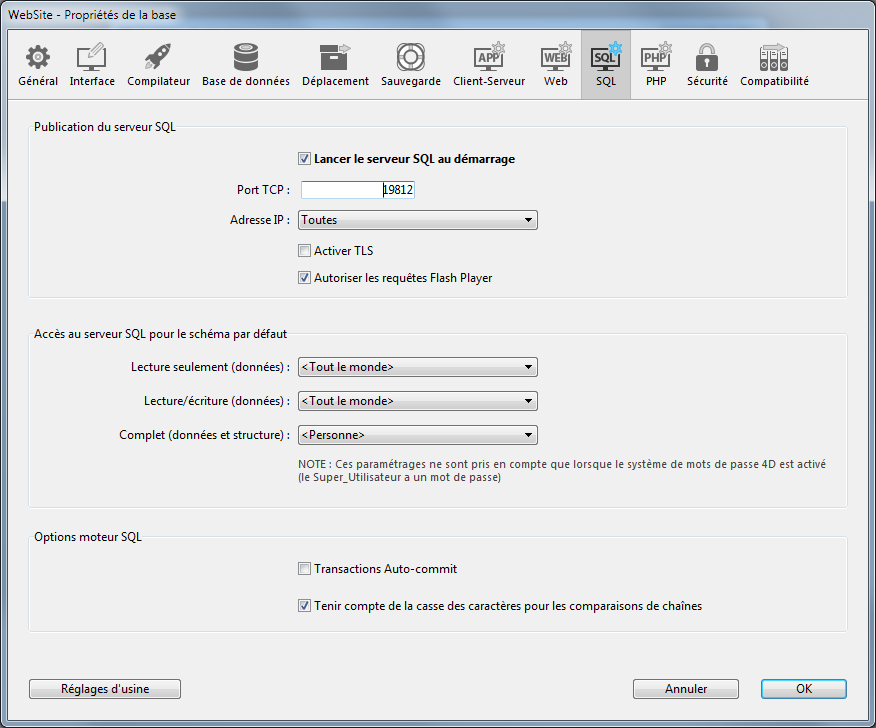 WebSite - Propriétés de la base
APP WEB SQL PHP
Général Interface Compilateur Base de données Déplacement Sauvegarde Client-Serveur Web SQL PHP Sécurité Compatibilité
Publication du serveur SQL
Lancer le serveur SQL au démarrage
Port TCP : 19812
Adresse IP : Toutes
Activer TLS
Autoriser les requêtes Flash Player
Accès au serveur SQL pour le schéma par défaut
Lecture seulement (données) : <Tout le monde>
Lecture/écriture (données) : <Tout le monde>
Complet (données et structure) : <Personne>
NOTE : Ces paramétrages ne sont pris en compte que lorsque le système de mots de passe 4D est activé
(le Super_Utilisateur a un mot de passe)
Options moteur SQL
Transactions Auto-commit
Tenir compte de la casse des caractères pour les comparaisons de chaînes
Réglages d'usine Annuler OK